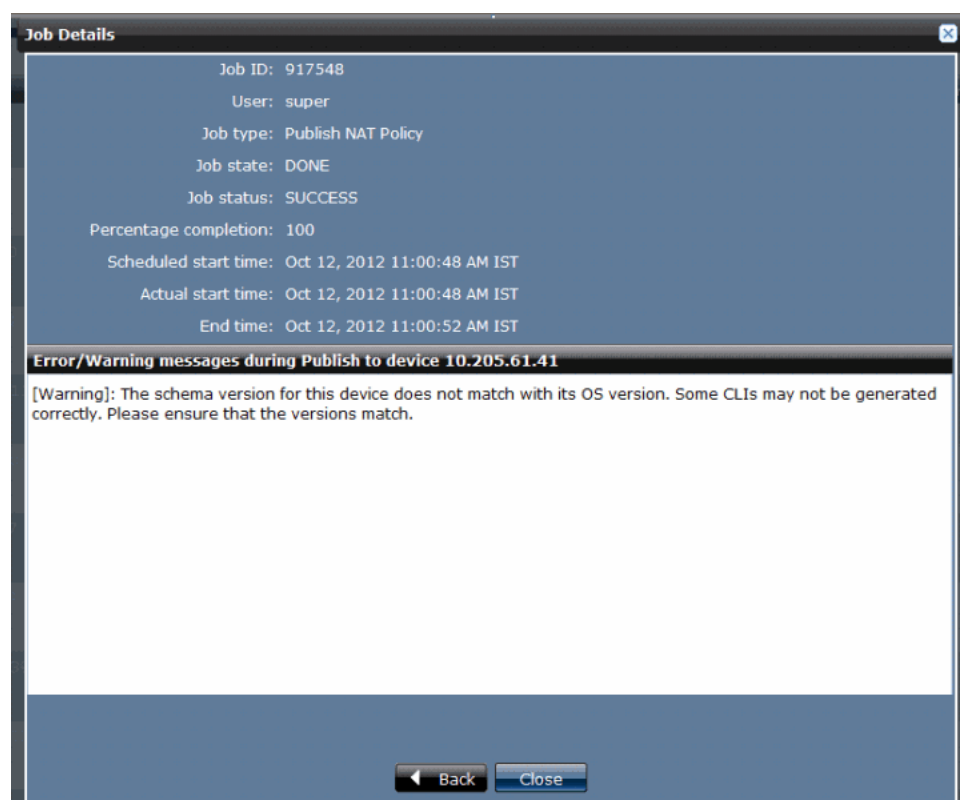 Job Details
Job ID: 917548
User: super
Job type: Publish NAT Policy
Job state: DONE
Job status: SUCCESS
Percentage completion: 100
Scheduled start time: Oct 12, 2012 11:00:48 AM IST
Actual start time: Oct 12, 2012 11:00:48 AM IST
End time: Oct 12, 2012 11:00:52 AM IST
Error/Warning messages during Publish to device 10.205.61.41
[Warning]: The schema version for this device does not match with its OS version. Some CLIs may not be generated
correctly. Please ensure that the versions match.
Back
Close